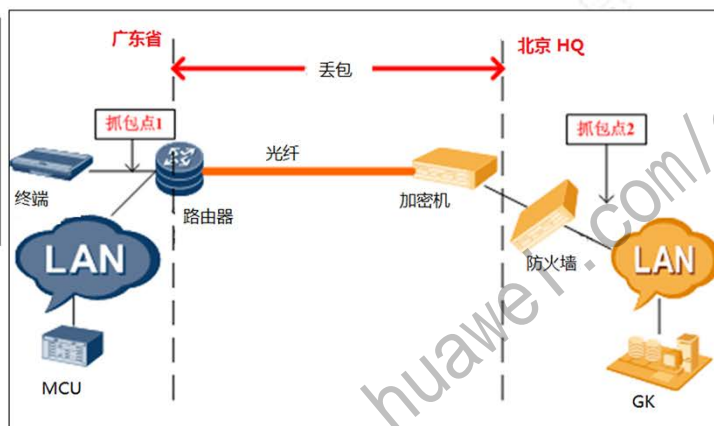 广东省
北京 HQ
丢包
抓包点1
抓包点2
光纤
终端
路由器
加密机
防火墙
LAN
LAN
MCU
GK
huawei.com/